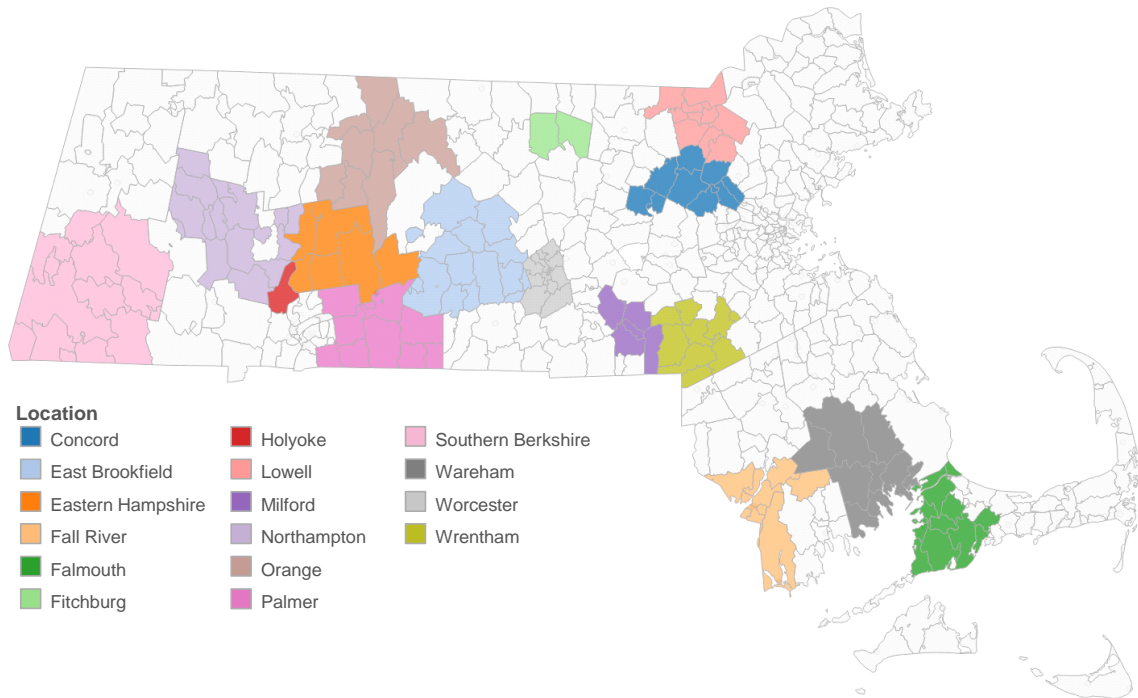 Location
Concord
East Brookfield
Eastern Hampshire
Fall River
Falmouth
Fitchburg
Holyoke
Lowell
Milford
Northampton
Orange
Palmer
Southern Berkshire
Wareham
Worcester
Wrentham